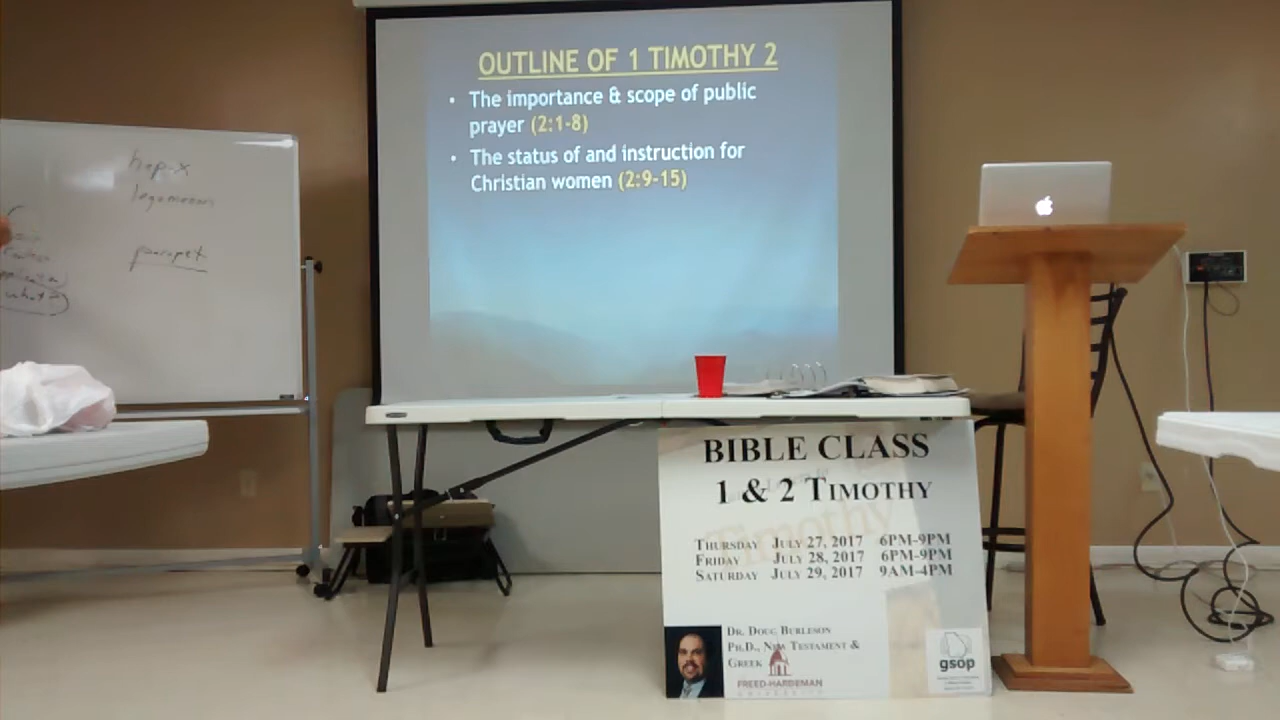 OUTLINE OF 1 TIMOTHY 2
• The importance & scope of public
prayer (2:1-8)
• The status of and instruction for
Christian women (2:9-15)
hap-x
legomenon
BIBLE CLASS
1 & 2 TIMOTHY
Timothy
THURSDAY JULY 27, 2017 6PM-9PM
FRIDAY JULY 28, 2017 6PM-9PM
SATURDAY JULY 29, 2017 9AM-4PM
DR. DOUG BURLESON
PH.D., NEW TESTAMENT &
GREEK
FREED-HARDEMAN
UNIVERSITY
gsop